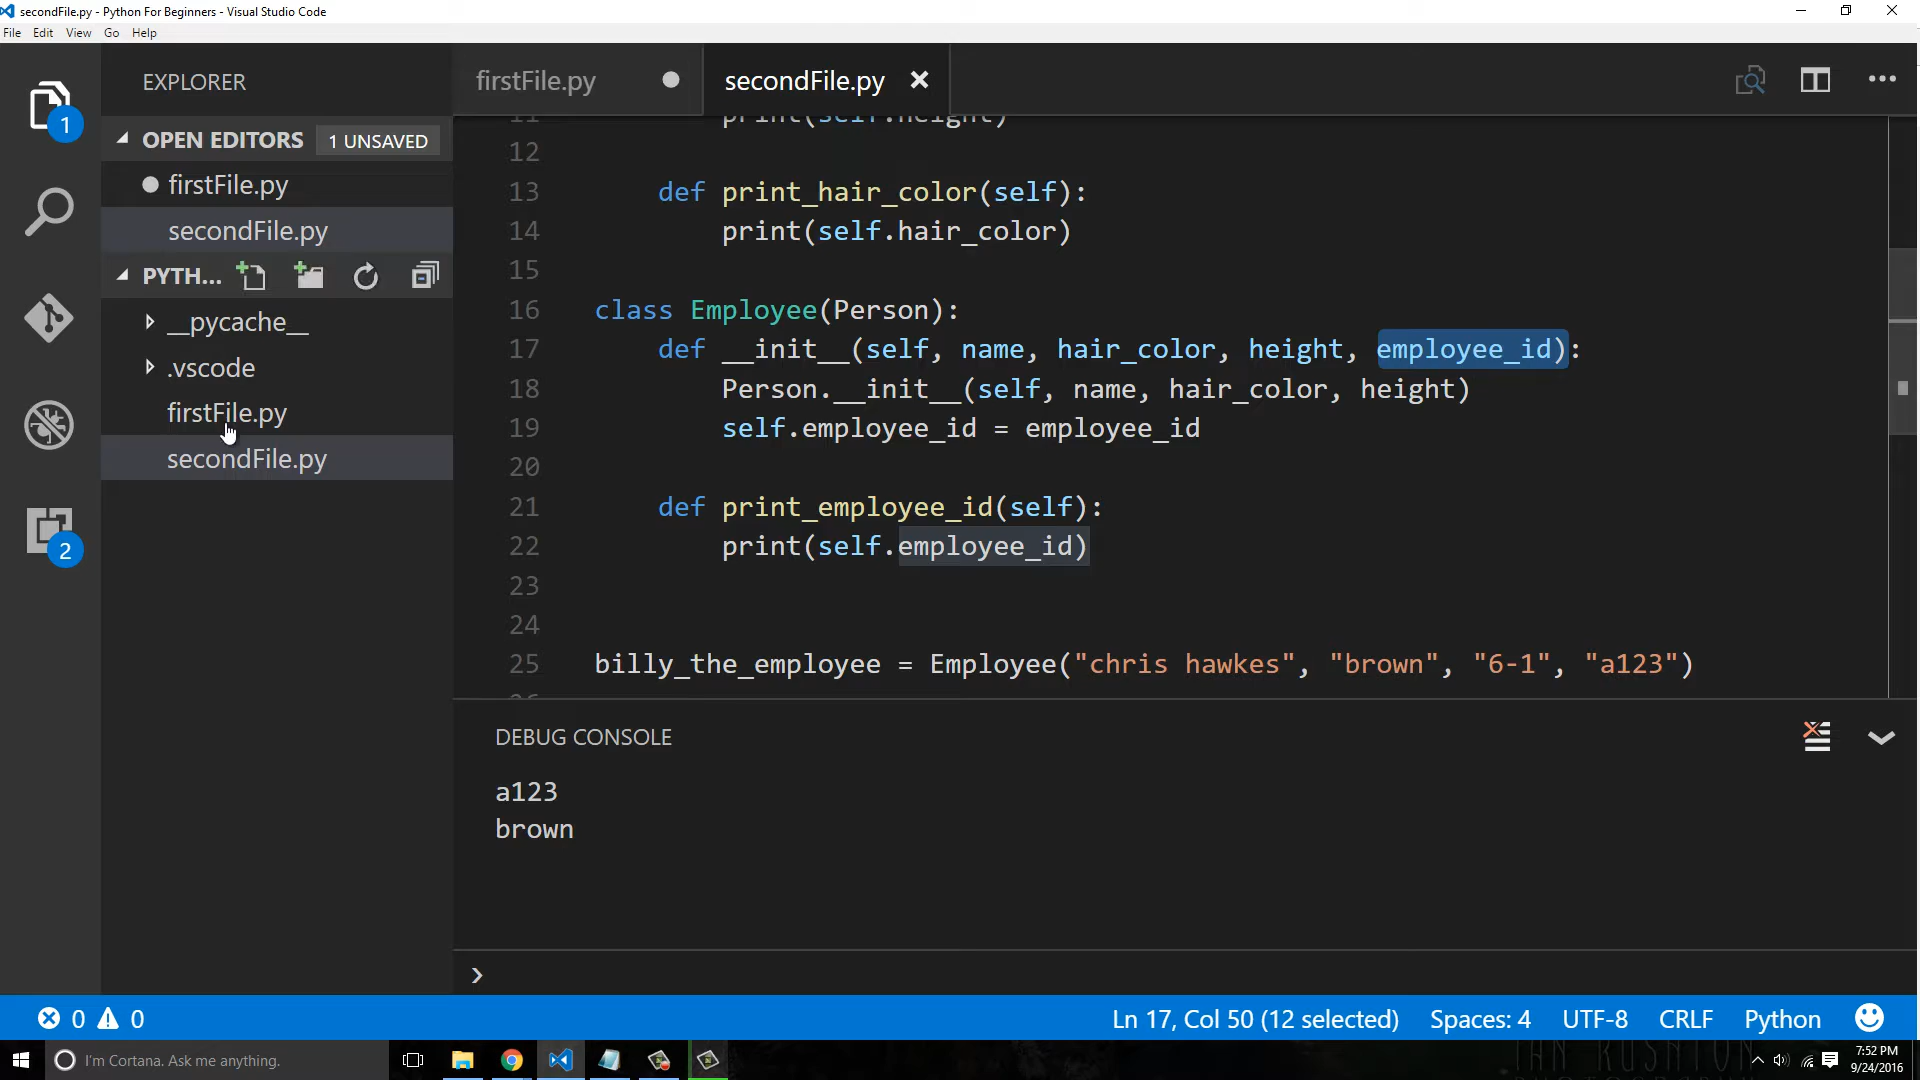 secondFile.py - Python For Beginners - Visual Studio Code
File Edit View Go Help
EXPLORER
1
OPEN EDITORS 1 UNSAVED
firstFile.py
secondFile.py
PYTH...
__pycache__
.vscode
firstFile.py
secondFile.py
2
firstFile.py secondFile.py
11 print(self.height)
12
13 def print_hair_color(self):
14 print(self.hair_color)
15
16 class Employee(Person):
17 def __init__(self, name, hair_color, height, employee_id):
18 Person.__init__(self, name, hair_color, height)
19 self.employee_id = employee_id
20
21 def print_employee_id(self):
22 print(self.employee_id)
23
24
25 billy_the_employee = Employee("chris hawkes", "brown", "6-1", "a123")
DEBUG CONSOLE
a123
brown
0 0 Ln 17, Col 50 (12 selected) Spaces: 4 UTF-8 CRLF Python
I'm Cortana. Ask me anything.
7:52 PM
9/24/2016